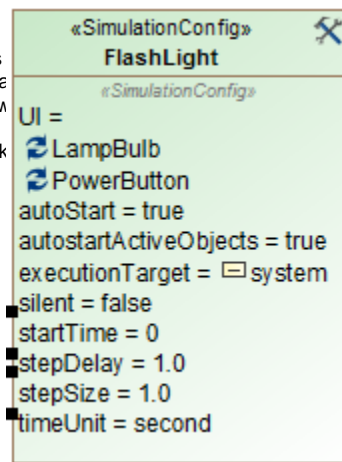 «SimulationConfig»
FlashLight
«SimulationConfig»
UI =
LampBulb
PowerButton
autoStart = true
autostartActiveObjects = true
executionTarget = system
silent = false
startTime = 0
stepDelay = 1.0
stepSize = 1.0
timeUnit = second